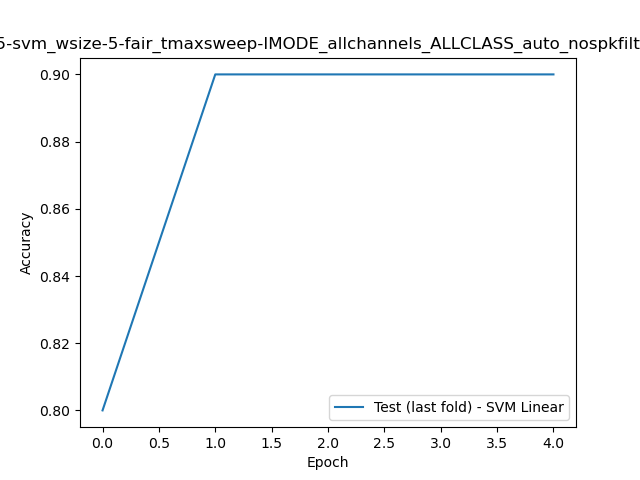 5-svm_wsize-5-fair_tmaxsweep-IMODE_allchannels_ALLCLASS_auto_nospkfilt
0.90
0.88
0.86
0.84
0.82
0.80
Accuracy
Test (last fold) - SVM Linear
0.0 0.5 1.0 1.5 2.0 2.5 3.0 3.5 4.0
Epoch